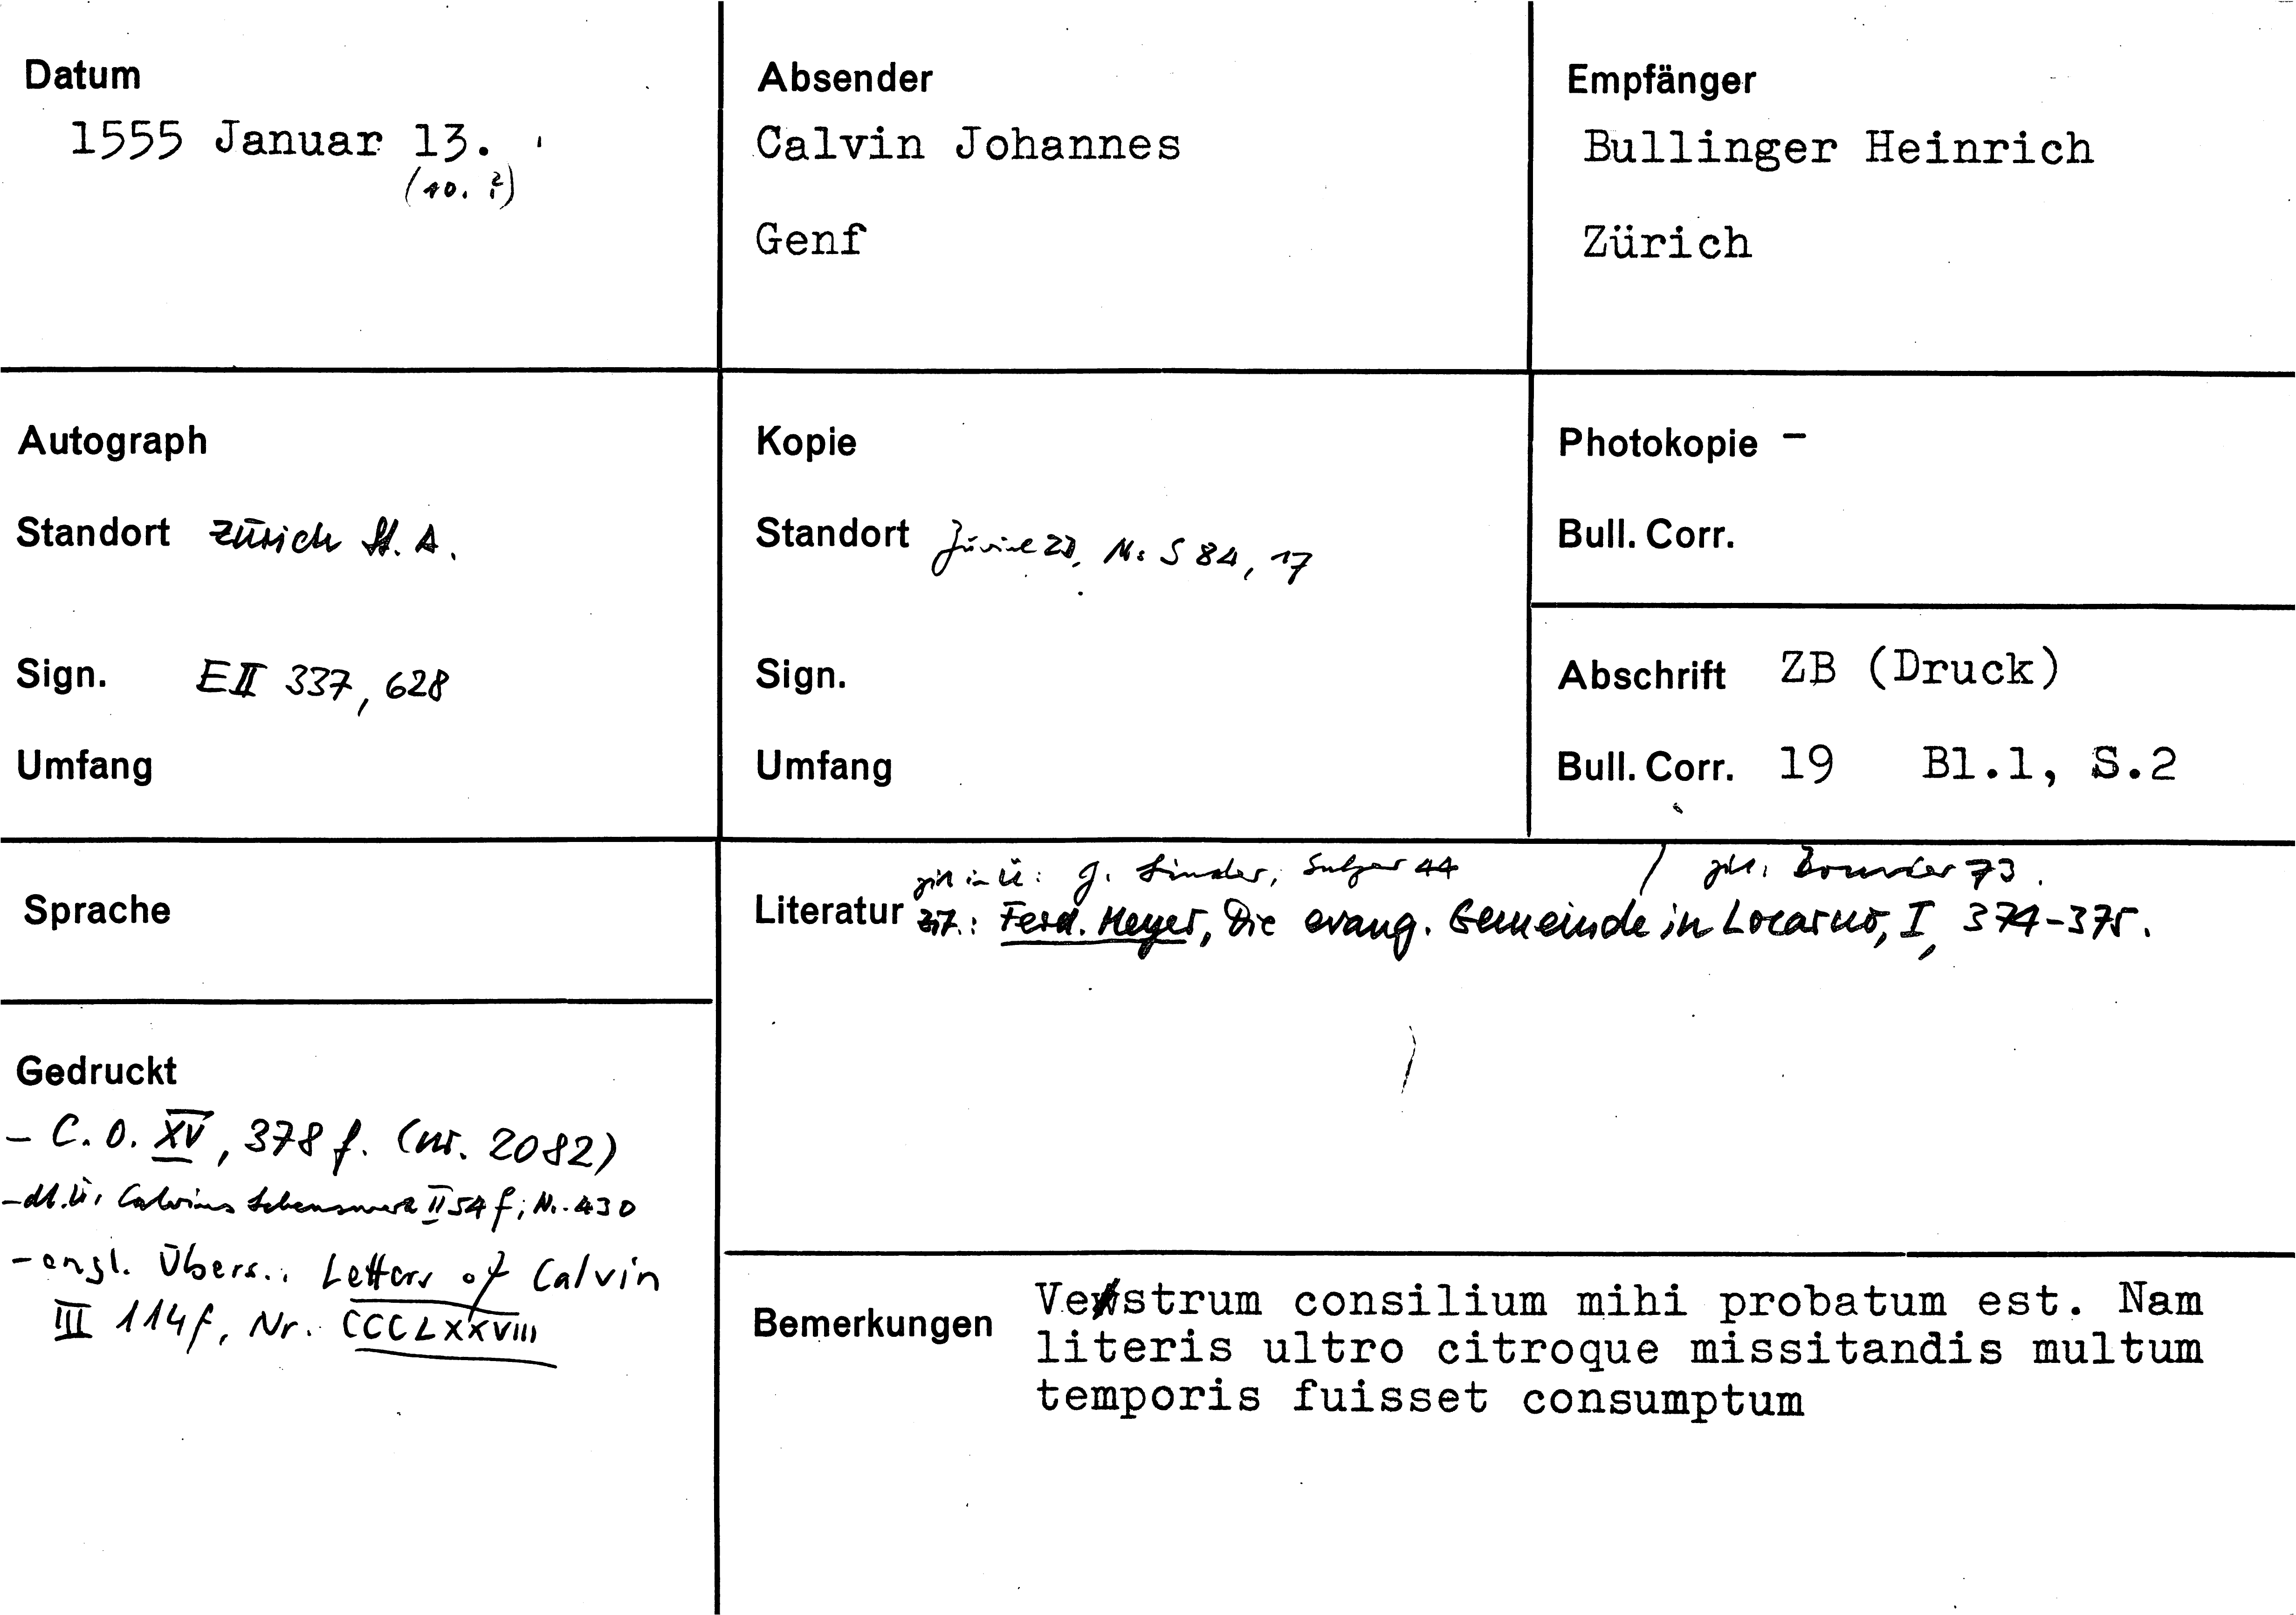 Datum
1555 Januar 13.
(10. ?)
Absender
Calvin Johannes
Genf
Empfänger
Bullinger Heinrich
Zürich
Autograph
Standort Zürich St. A.
Sign. E II 337, 628
Umfang
Kopie
Standort Zürich ZB, Ms S 84, 17
Sign.
Umfang
Photokopie -
Bull. Corr.
Abschrift ZB (Druck)
Bull. Corr. 19 Bl.1, S.2
Sprache
Gedruckt
- C. O. XV, 378 f. (Nr. 2082)
- dt. Ü: Calvins Lebenswerk II 54 f; Nr. 430
- engl. Übers.: Letters of Calvin
III 114f, Nr. CCCLXXVIII
zit in Ü: G. Linder, Sulzer 44 / zit.: 73.
Literatur zit.: Ferd. Meyer, Die evang. Gemeinde in Locarno, I, 374-375.
Bemerkungen
Vestrum consilium mihi probatum est. Nam
literis ultro citroque missitandis multum
temporis fuisset consumptum